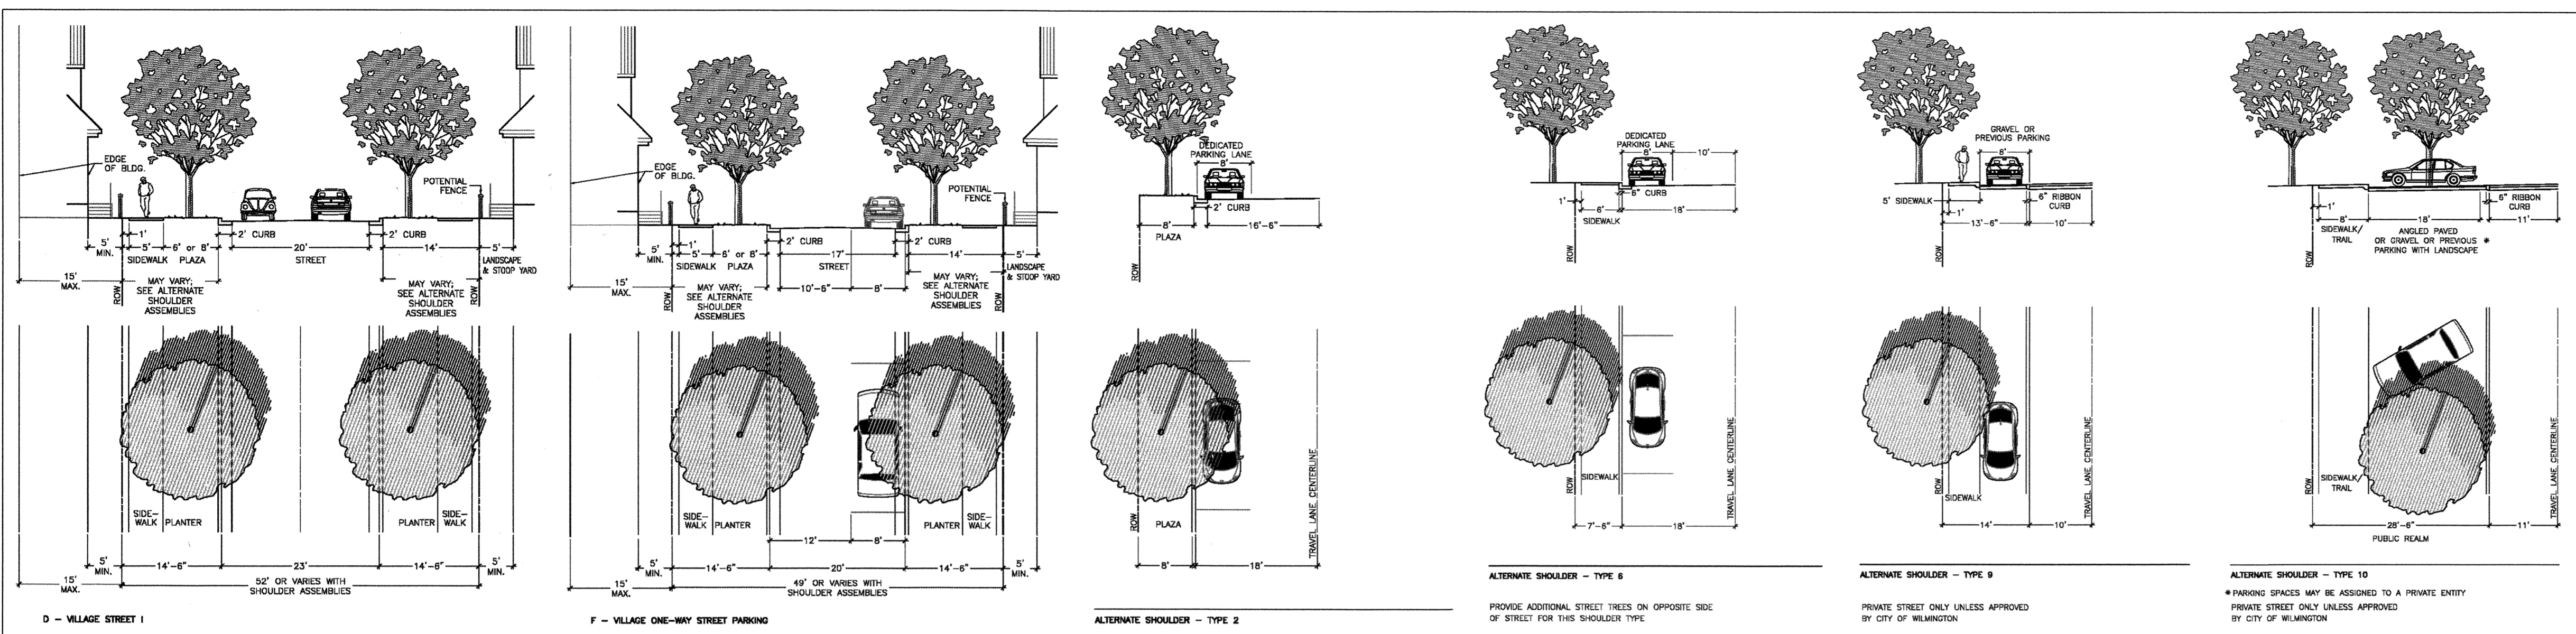 EDGE
OF BLDG.
POTENTIAL
FENCE
5'
MIN.
1'
5'
6' or 8'
2' CURB
20'
2' CURB
14'
5'
SIDEWALK PLAZA
STREET
LANDSCAPE
& STOOP YARD
15'
MAX.
ROW
MAY VARY;
SEE ALTERNATE
SHOULDER
ASSEMBLIES
MAY VARY;
SEE ALTERNATE
SHOULDER
ASSEMBLIES
ROW
SIDE-
WALK
PLANTER
PLANTER
SIDE-
WALK
5'
MIN.
14'-6"
23'
14'-6"
5'
MIN.
15'
MAX.
52' OR VARIES WITH
SHOULDER ASSEMBLIES
D - VILLAGE STREET I
EDGE
OF BLDG.
POTENTIAL
FENCE
5'
MIN.
1'
5'
6' or 8'
2' CURB
17'
2' CURB
14'
5'
SIDEWALK PLAZA
STREET
LANDSCAPE
& STOOP YARD
15'
MAX.
ROW
MAY VARY;
SEE ALTERNATE
SHOULDER
ASSEMBLIES
10'-6"
8'
MAY VARY;
SEE ALTERNATE
SHOULDER
ASSEMBLIES
ROW
SIDE-
WALK
PLANTER
PLANTER
SIDE-
WALK
12'
8'
5'
MIN.
14'-6"
20'
14'-6"
5'
MIN.
15'
MAX.
49' OR VARIES WITH
SHOULDER ASSEMBLIES
F - VILLAGE ONE-WAY STREET PARKING
DEDICATED
PARKING LANE
8'
2' CURB
8'
16'-6"
PLAZA
ROW
ROW
PLAZA
TRAVEL LANE CENTERLINE
8'
18'
ALTERNATE SHOULDER - TYPE 2
DEDICATED
PARKING LANE
8'
10'
6" CURB
1'
6'
18'
SIDEWALK
ROW
ROW
SIDEWALK
TRAVEL LANE CENTERLINE
7'-6"
18'
ALTERNATE SHOULDER - TYPE 6
PROVIDE ADDITIONAL STREET TREES ON OPPOSITE SIDE
OF STREET FOR THIS SHOULDER TYPE
GRAVEL OR
PREVIOUS PARKING
8'
5' SIDEWALK
1'
6" RIBBON
CURB
13'-6"
10'
ROW
ROW
SIDEWALK
TRAVEL LANE CENTERLINE
14'
10'
ALTERNATE SHOULDER - TYPE 9
PRIVATE STREET ONLY UNLESS APPROVED
BY CITY OF WILMINGTON
1'
6" RIBBON
CURB
8'
18'
11'
SIDEWALK/
TRAIL
ANGLED PAVED
OR GRAVEL OR PREVIOUS *
PARKING WITH LANDSCAPE
ROW
SIDEWALK/
TRAIL
ROW
TRAVEL LANE CENTERLINE
28'-6"
11'
PUBLIC REALM
ALTERNATE SHOULDER - TYPE 10
* PARKING SPACES MAY BE ASSIGNED TO A PRIVATE ENTITY
PRIVATE STREET ONLY UNLESS APPROVED
BY CITY OF WILMINGTON